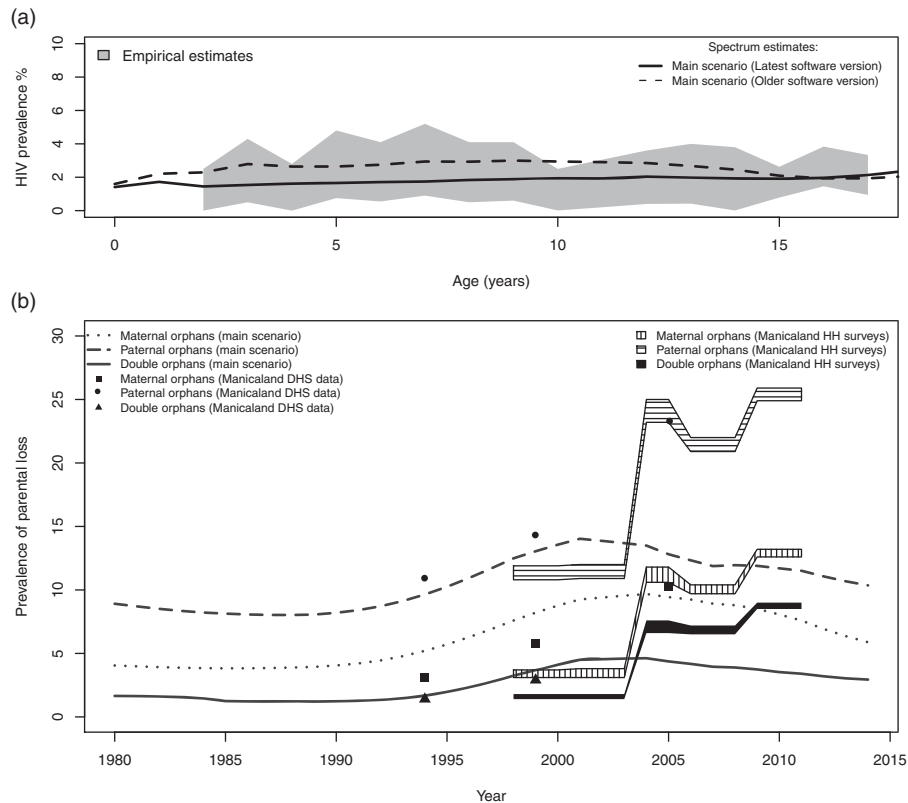 (a)
HIV prevalence %
10
8
6
4
2
0
Empirical estimates
Spectrum estimates:
Main scenario (Latest software version)
Main scenario (Older software version)
0
5
10
15
Age (years)
(b)
Prevalence of parental loss
30
25
20
15
10
5
0
Maternal orphans (main scenario)
Paternal orphans (main scenario)
Double orphans (main scenario)
Maternal orphans (Manicaland DHS data)
Paternal orphans (Manicaland DHS data)
Double orphans (Manicaland DHS data)
Maternal orphans (Manicaland HH surveys)
Paternal orphans (Manicaland HH surveys)
Double orphans (Manicaland HH surveys)
1980
1985
1990
1995
2000
2005
2010
2015
Year